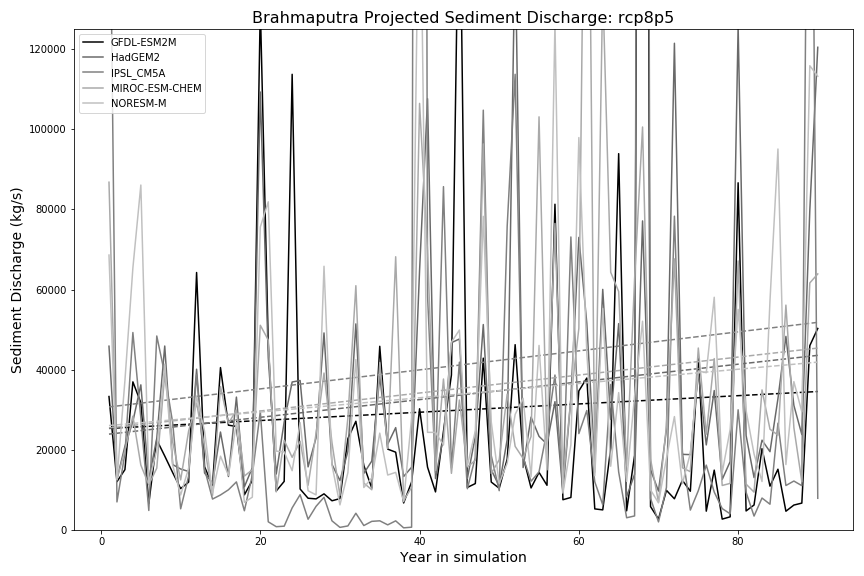 Brahmaputra Projected Sediment Discharge: rcp8p5
GFDL-ESM2M
HadGEM2
IPSL_CM5A
MIROC-ESM-CHEM
NORESM-M
Sediment Discharge (kg/s)
120000
100000
80000
60000
40000
20000
0
0 20 40 60 80
Year in simulation